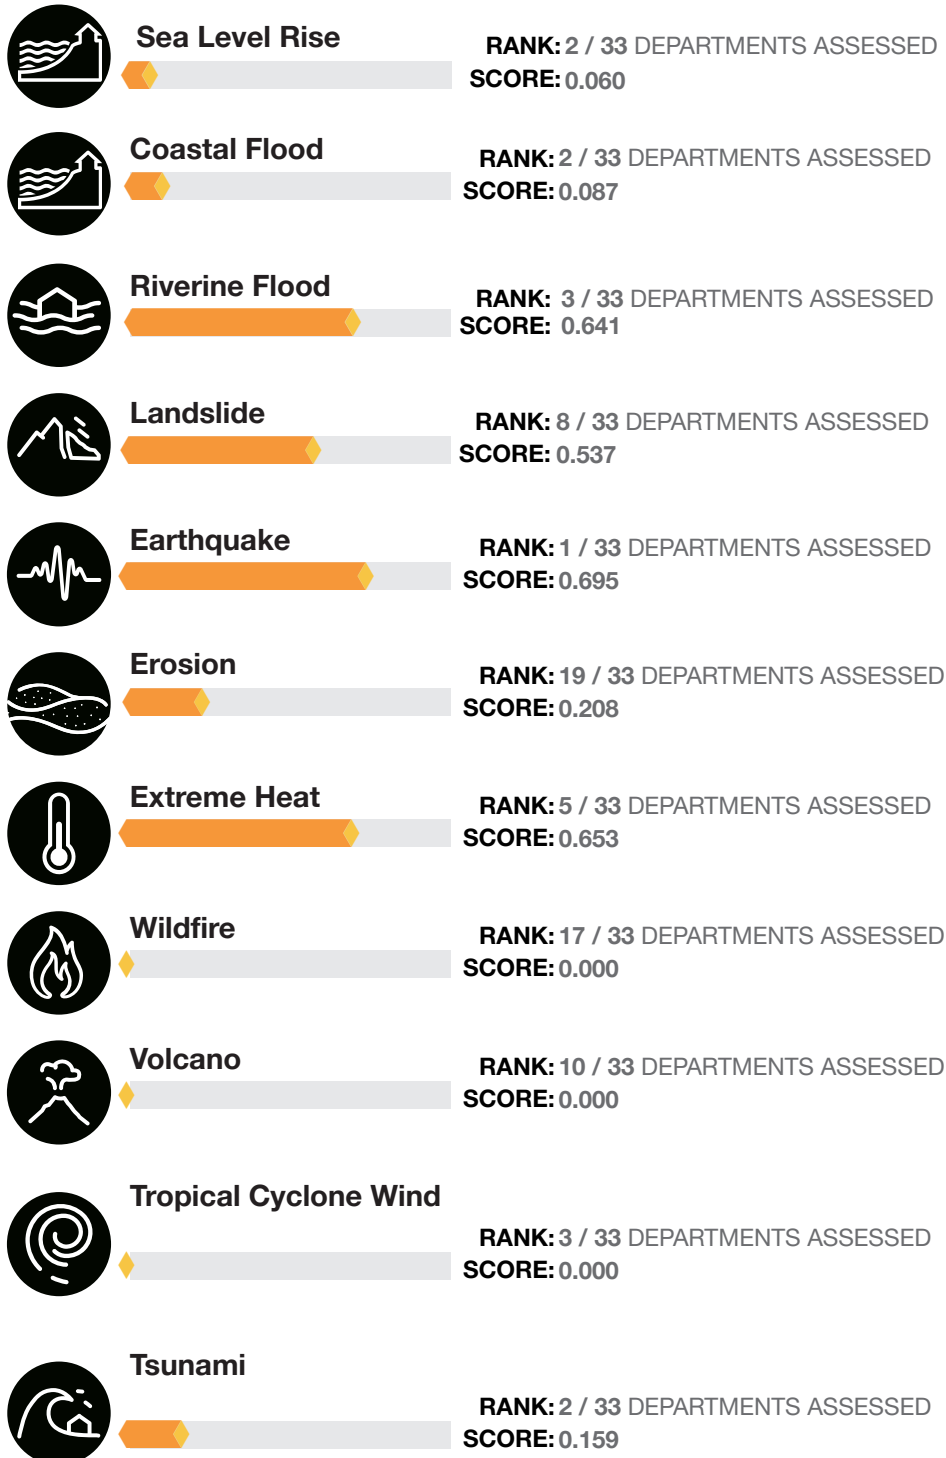 Sea Level Rise
RANK: 2 / 33 DEPARTMENTS ASSESSED
SCORE: 0.060
Coastal Flood
RANK: 2 / 33 DEPARTMENTS ASSESSED
SCORE: 0.087
Riverine Flood
RANK: 3 / 33 DEPARTMENTS ASSESSED
SCORE: 0.641
Landslide
RANK: 8 / 33 DEPARTMENTS ASSESSED
SCORE: 0.537
Earthquake
RANK: 1 / 33 DEPARTMENTS ASSESSED
SCORE: 0.695
Erosion
RANK: 19 / 33 DEPARTMENTS ASSESSED
SCORE: 0.208
Extreme Heat
RANK: 5 / 33 DEPARTMENTS ASSESSED
SCORE: 0.653
Wildfire
RANK: 17 / 33 DEPARTMENTS ASSESSED
SCORE: 0.000
Volcano
RANK: 10 / 33 DEPARTMENTS ASSESSED
SCORE: 0.000
Tropical Cyclone Wind
RANK: 3 / 33 DEPARTMENTS ASSESSED
SCORE: 0.000
Tsunami
RANK: 2 / 33 DEPARTMENTS ASSESSED
SCORE: 0.159